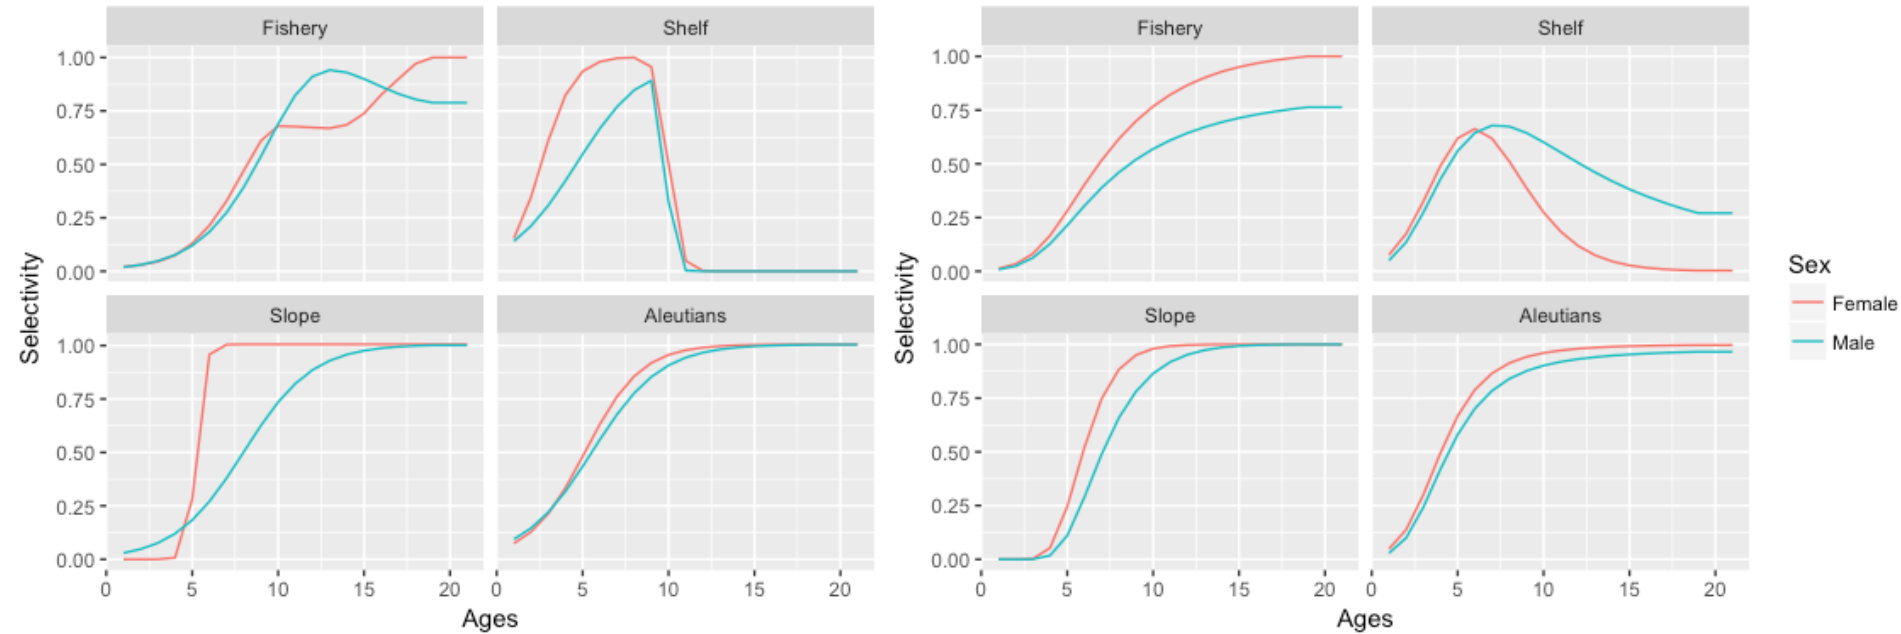 Fishery Shelf Fishery Shelf
1.00 1.00
0.75 0.75
0.50 0.50
0.25 0.25
0.00 0.00
Selectivity Selectivity
Sex
Female
Male
Slope Aleutians Slope Aleutians
1.00 1.00
0.75 0.75
0.50 0.50
0.25 0.25
0.00 0.00
0 5 10 15 20 0 5 10 15 20 0 5 10 15 20 0 5 10 15 20
Ages Ages